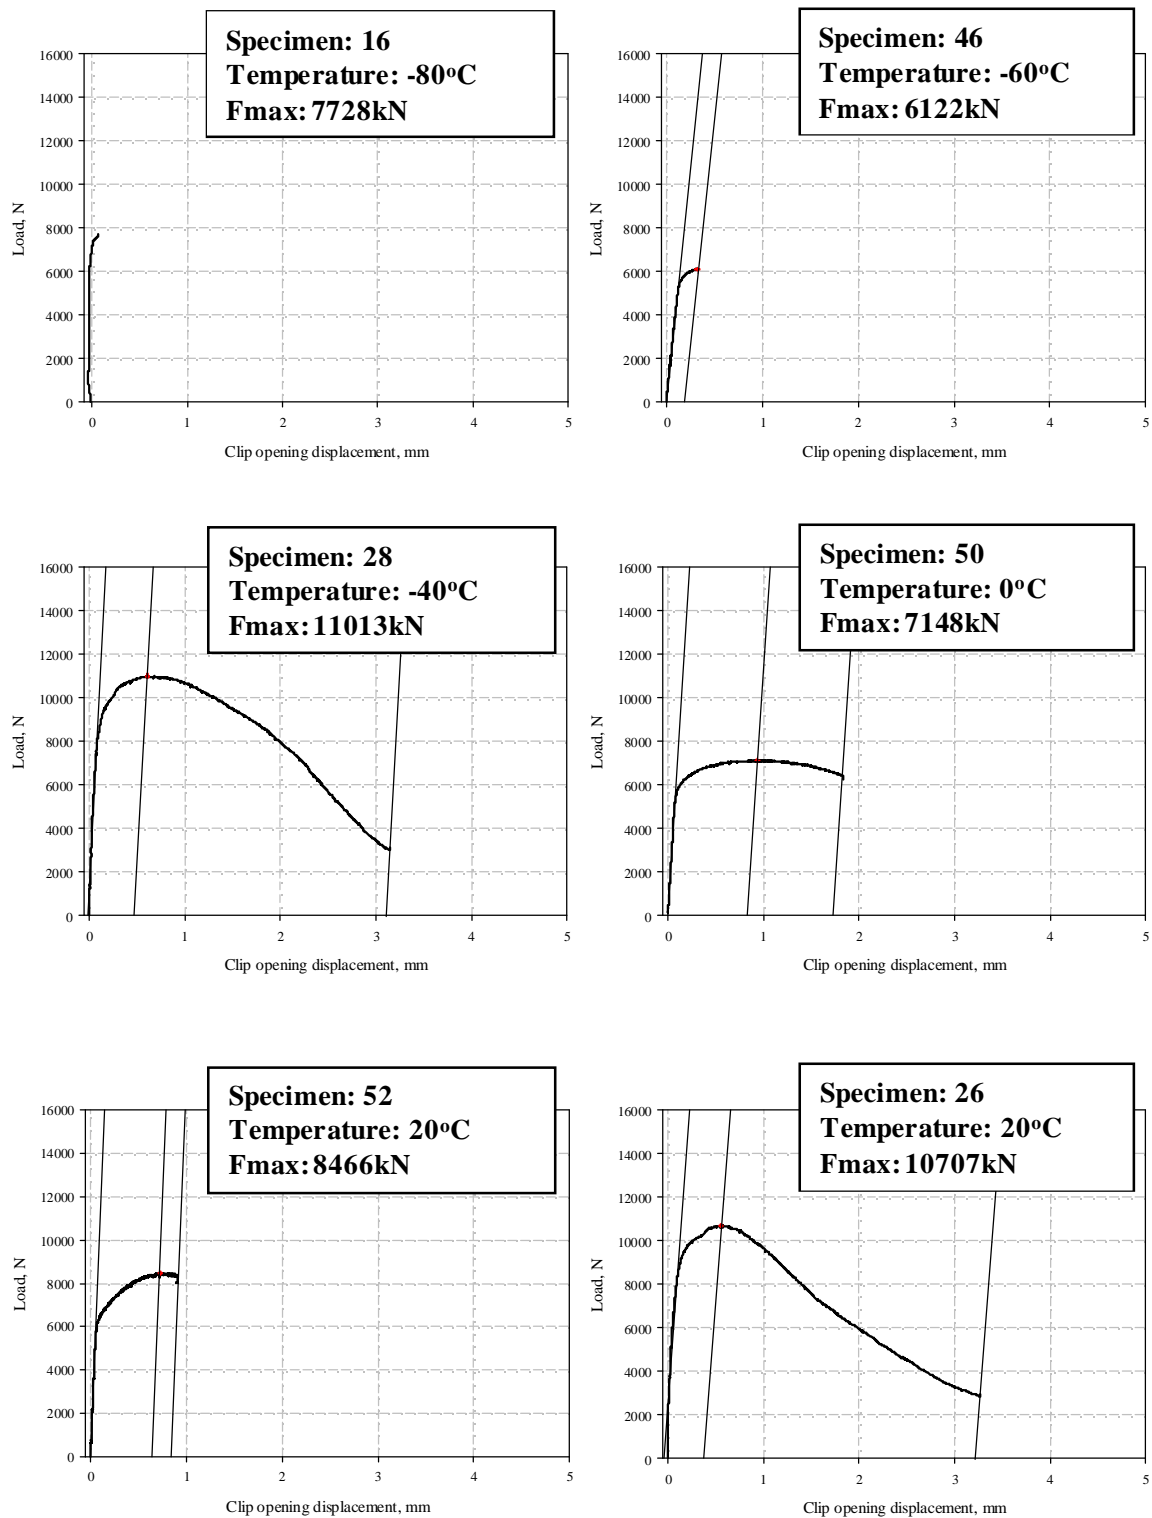 Specimen: 16
Temperature: -80ºC
Fmax: 7728kN
16000
14000
12000
10000
8000
6000
4000
2000
0
Load, N
0 1 2 3 4 5
Clip opening displacement, mm
Specimen: 46
Temperature: -60ºC
Fmax: 6122kN
16000
14000
12000
10000
8000
6000
4000
2000
0
Load, N
0 1 2 3 4 5
Clip opening displacement, mm
Specimen: 28
Temperature: -40ºC
Fmax: 11013kN
16000
14000
12000
10000
8000
6000
4000
2000
0
Load, N
0 1 2 3 4 5
Clip opening displacement, mm
Specimen: 50
Temperature: 0ºC
Fmax: 7148kN
16000
14000
12000
10000
8000
6000
4000
2000
0
Load, N
0 1 2 3 4 5
Clip opening displacement, mm
Specimen: 52
Temperature: 20ºC
Fmax: 8466kN
16000
14000
12000
10000
8000
6000
4000
2000
0
Load, N
0 1 2 3 4 5
Clip opening displacement, mm
Specimen: 26
Temperature: 20ºC
Fmax: 10707kN
16000
14000
12000
10000
8000
6000
4000
2000
0
Load, N
0 1 2 3 4 5
Clip opening displacement, mm